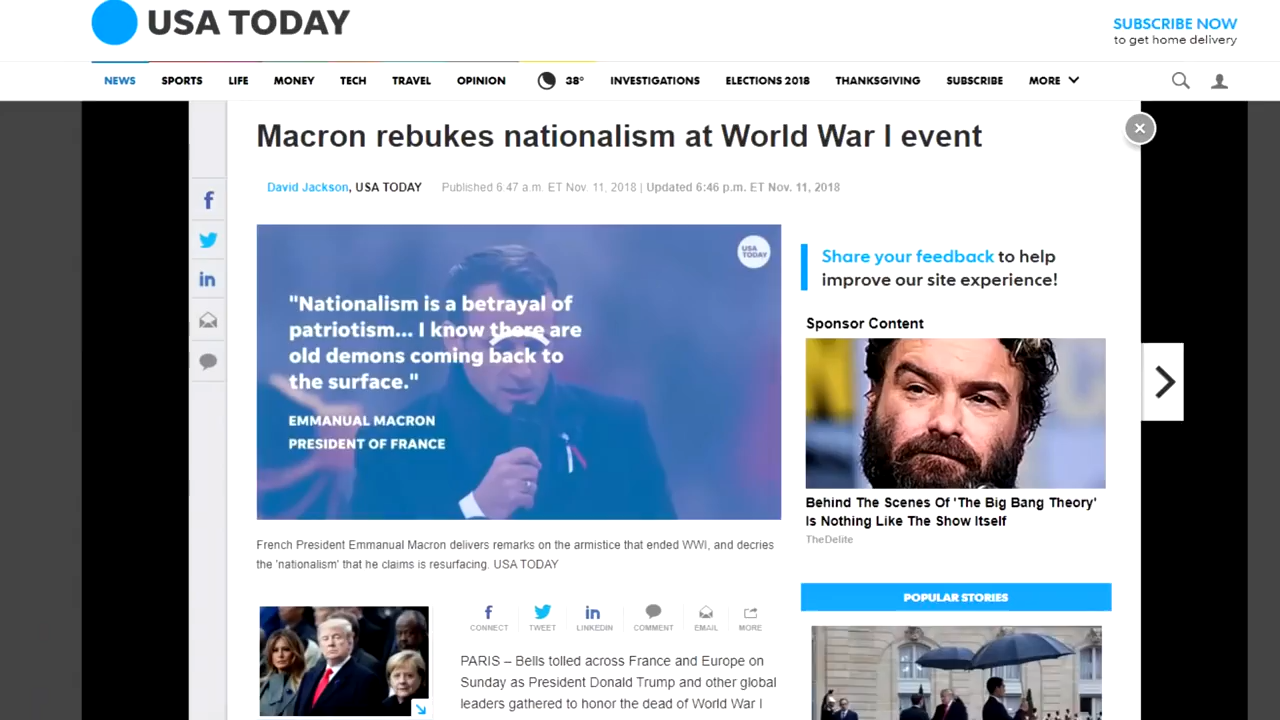 USA TODAY
SUBSCRIBE NOW
to get home delivery
NEWS SPORTS LIFE MONEY TECH TRAVEL OPINION 38° INVESTIGATIONS ELECTIONS 2018 THANKSGIVING SUBSCRIBE MORE
Macron rebukes nationalism at World War I event
David Jackson, USA TODAY Published 6 47 a.m. ET Nov. 11, 2018 | Updated 6:46 p.m. ET Nov. 11, 2018
USA
TODAY
"Nationalism is a betrayal of
patriotism... I know there are
old demons coming back to
the surface."
EMMANUAL MACRON
PRESIDENT OF FRANCE
French President Emmanual Macron delivers remarks on the armistice that ended WWI, and decries
the 'nationalism' that he claims is resurfacing. USA TODAY
CONNECT TWEET LINKEDIN COMMENT EMAIL MORE
PARIS – Bells tolled across France and Europe on
Sunday as President Donald Trump and other global
leaders gathered to honor the dead of World War I
Share your feedback to help
improve our site experience!
Sponsor Content
Behind The Scenes Of 'The Big Bang Theory'
Is Nothing Like The Show Itself
TheDelite
POPULAR STORIES